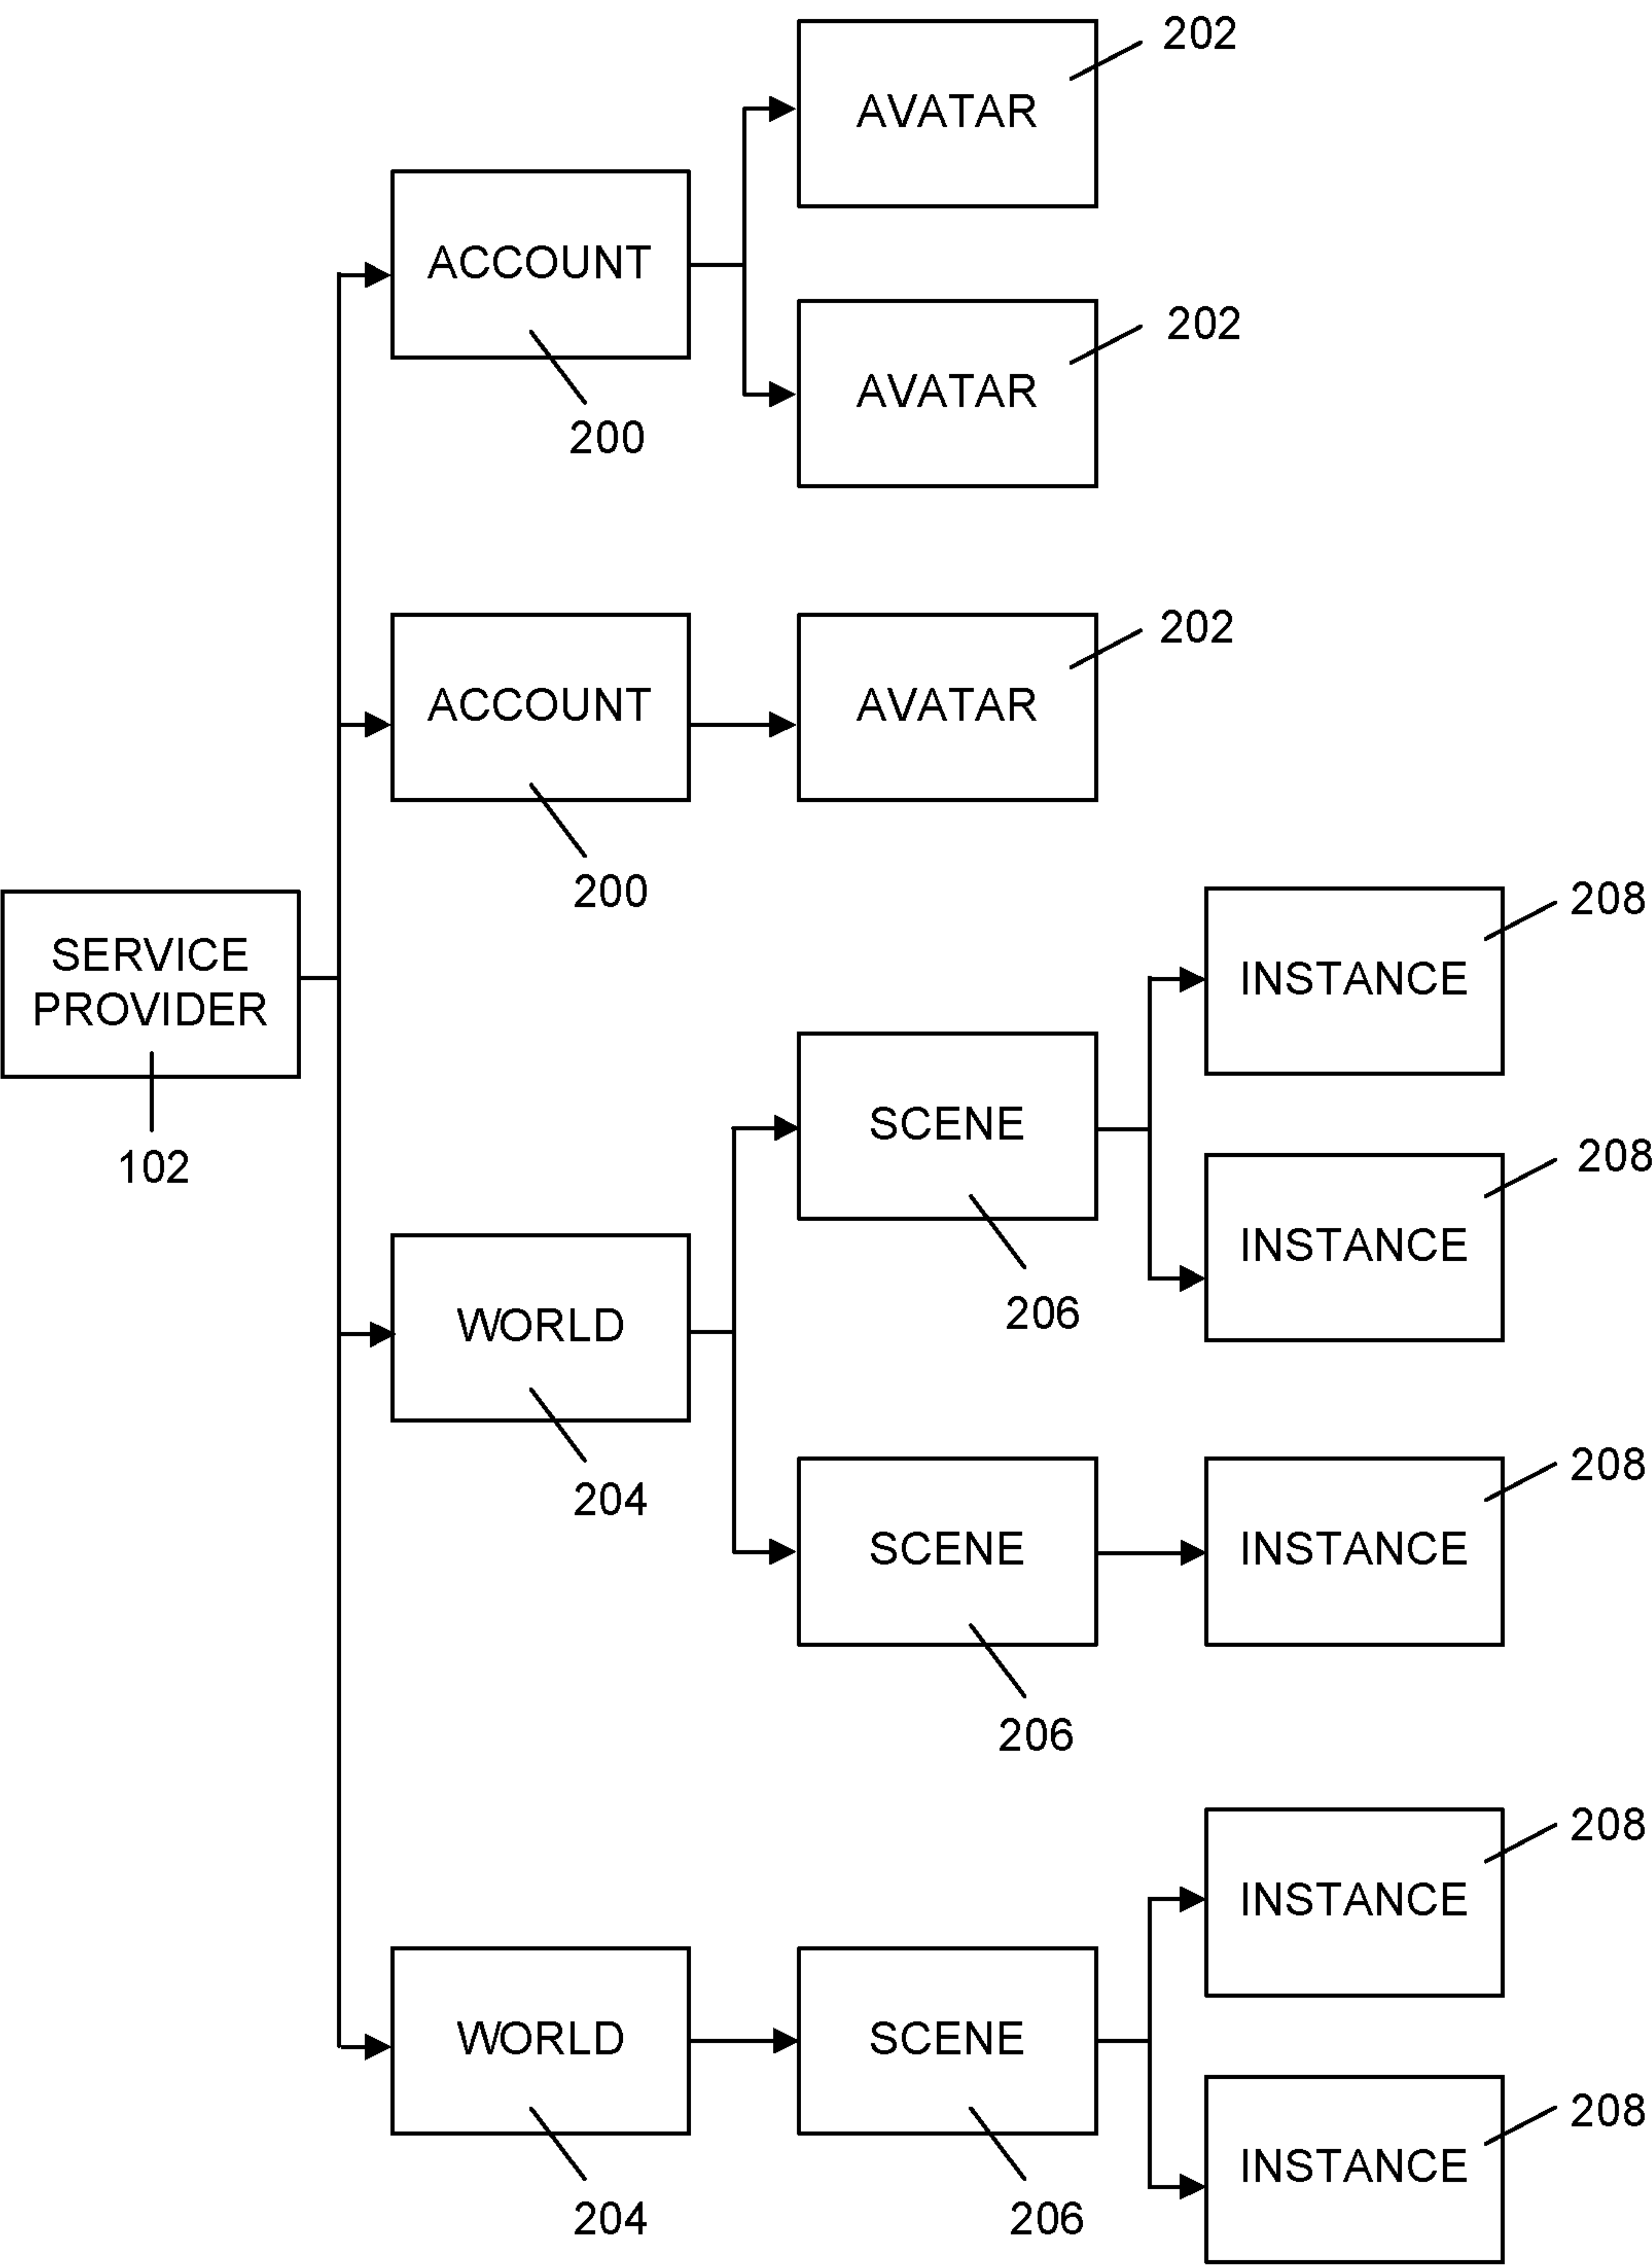 202
AVATAR
ACCOUNT
202
AVATAR
200
202
ACCOUNT
AVATAR
200
208
SERVICE
PROVIDER
INSTANCE
102
SCENE
208
INSTANCE
206
WORLD
204
208
SCENE
INSTANCE
206
208
INSTANCE
WORLD
SCENE
208
INSTANCE
204
206